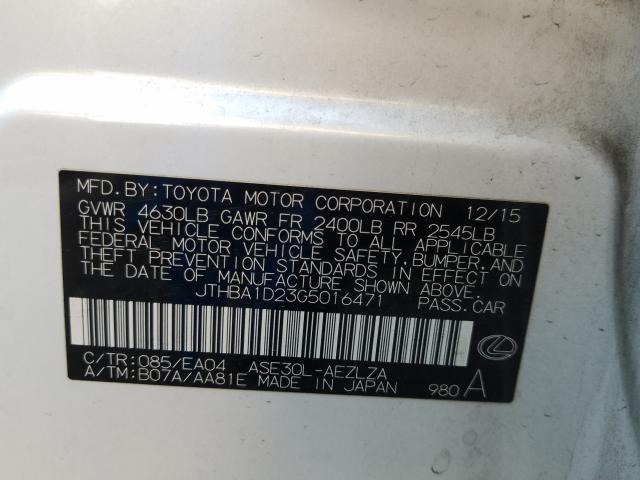 MFD.BY:TOYOTA MOTOR CORPORATION 12/15
GVWR 4630LB GAWR FR 2400LB RR 2545LB
THIS VEHICLE CONFORMS TO ALL APPLICABLE
FEDERAL MOTOR VEHICLE SAFETY,BUMPER,AND
THEFT PREVENTION STANDARDS IN EFFECT ON
THE DATE OF MANUFACTURE SHOWN ABOVE.
JTHBA1D23G5016471 PASS.CAR
C/TR:085/EA04 ASE30L-AEZLZA
A/TM:B07A/AA81E MADE IN JAPAN 980 A